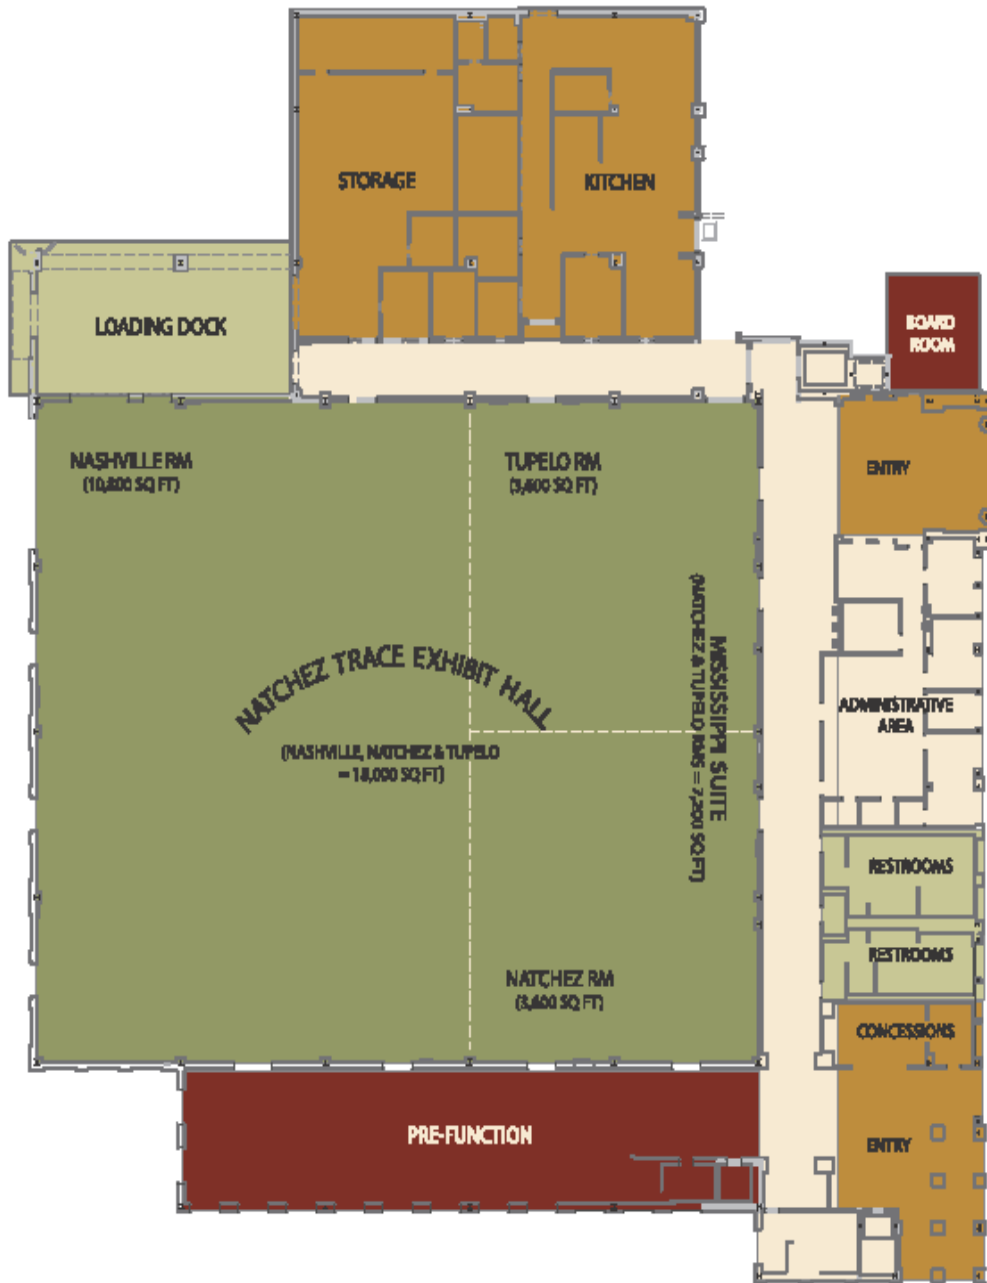 STORAGE
KITCHEN
LOADING DOCK
BOARD
ROOM
NASHVILLE RM
(10,800 SQ FT)
TUPELO RM
(3,600 SQ FT)
ENTRY
NATCHEZ TRACE EXHIBIT HALL
(NASHVILLE, NATCHEZ & TUPELO
= 18,000 SQ FT)
MISSISSIPPI SUITE
(NATCHEZ & TUPELO RMS = 7,200 SQ FT)
ADMINISTRATIVE
AREA
RESTROOMS
RESTROOMS
NATCHEZ RM
(3,600 SQ FT)
CONCESSIONS
PRE-FUNCTION
ENTRY